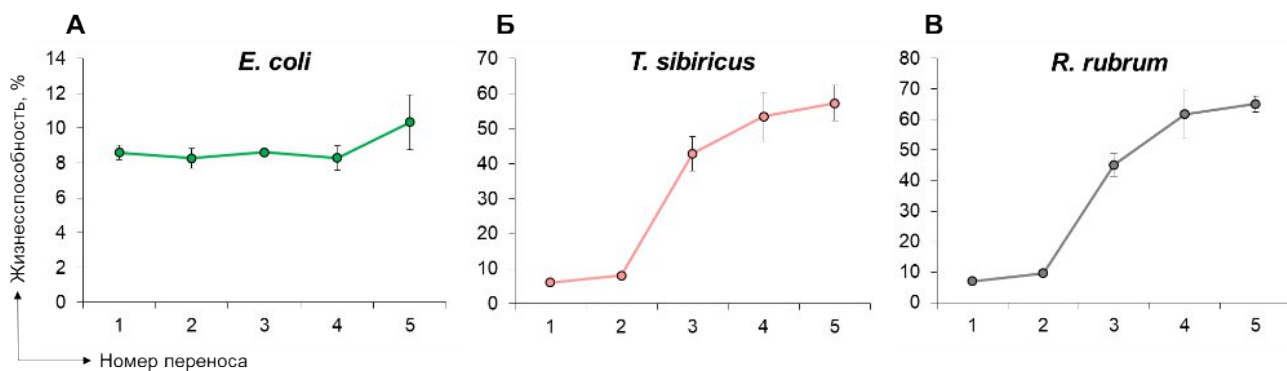 А
E. coli
Жизнесспособность, %
14
12
10
8
6
4
2
0
1 2 3 4 5
Номер переноса
Б
T. sibiricus
70
60
50
40
30
20
10
0
1 2 3 4 5
В
R. rubrum
80
70
60
50
40
30
20
10
0
1 2 3 4 5